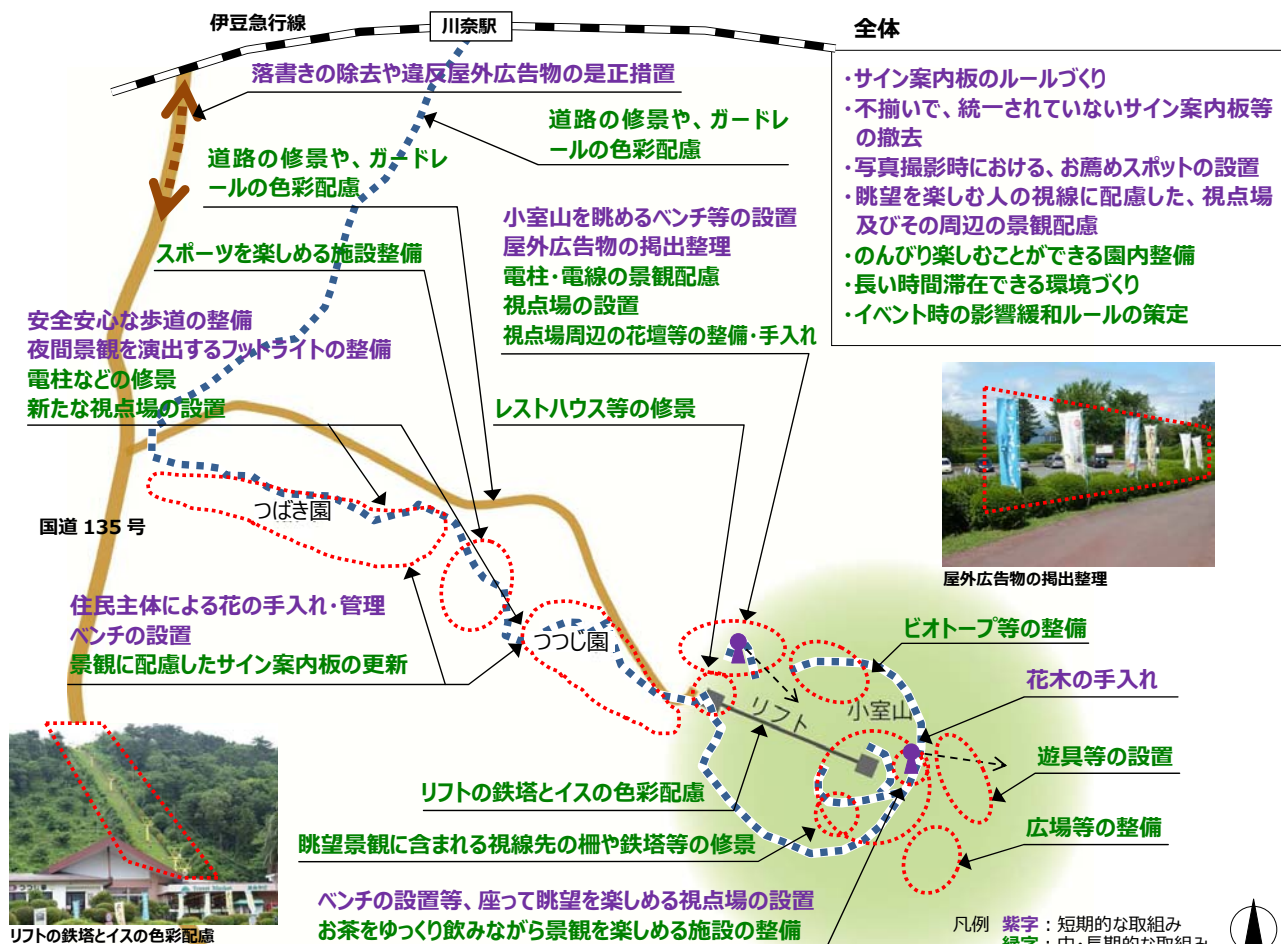 伊豆急行線
川奈駅
落書きの除去や違反屋外広告物の是正措置
道路の修景や、ガードレ
ールの色彩配慮
道路の修景や、ガードレ
ールの色彩配慮
スポーツを楽しめる施設整備
小室山を眺めるベンチ等の設置
屋外広告物の掲出整理
電柱・電線の景観配慮
視点場の設置
視点場周辺の花壇等の整備・手入れ
全体
・サイン案内板のルールづくり
・不揃いで、統一されていないサイン案内板等
の撤去
・写真撮影時における、お薦めスポットの設置
・眺望を楽しむ人の視線に配慮した、視点場
及びその周辺の景観配慮
・のんびり楽しむことができる園内整備
・長い時間滞在できる環境づくり
・イベント時の影響緩和ルールの策定
安全安心な歩道の整備
夜間景観を演出するフットライトの整備
電柱などの修景
新たな視点場の設置
レストハウス等の修景
つばき園
国道 135 号
屋外広告物の掲出整理
住民主体による花の手入れ・管理
ベンチの設置
景観に配慮したサイン案内板の更新
つつじ園
ビオトープ等の整備
花木の手入れ
リフト
小室山
遊具等の設置
リフトの鉄塔とイスの色彩配慮
広場等の整備
眺望景観に含まれる視線先の柵や鉄塔等の修景
ベンチの設置等、座って眺望を楽しめる視点場の設置
お茶をゆっくり飲みながら景観を楽しめる施設の整備
リフトの鉄塔とイスの色彩配慮
凡例 紫字：短期的な取組み
緑字：中・長期的な取組み